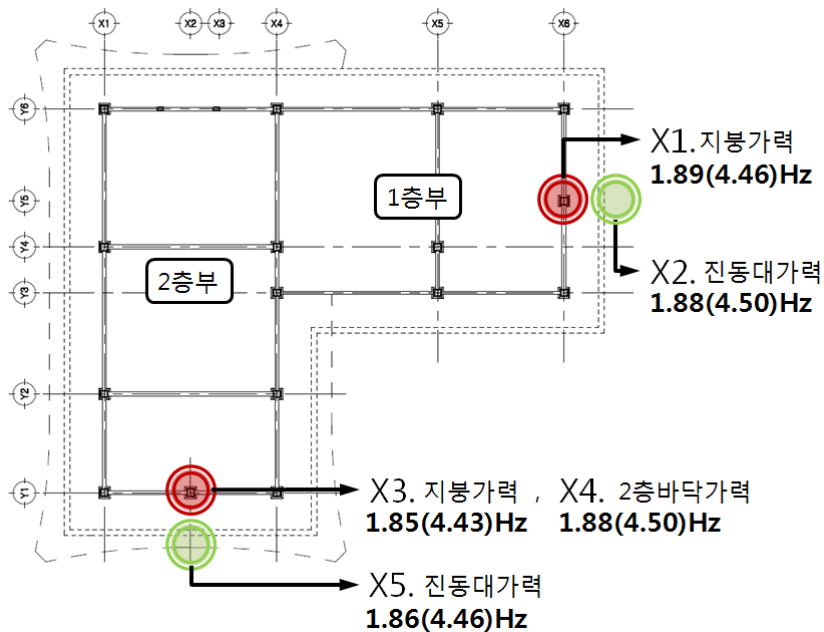 X1 X2 X3 X4 X5 X6
Y6
Y5
Y4
Y3
Y2
Y1
1층부
2층부
X1. 지붕가력
1.89(4.46)Hz
X2. 진동대가력
1.88(4.50)Hz
X3. 지붕가력 , X4. 2층바닥가력
1.85(4.43)Hz 1.88(4.50)Hz
X5. 진동대가력
1.86(4.46)Hz